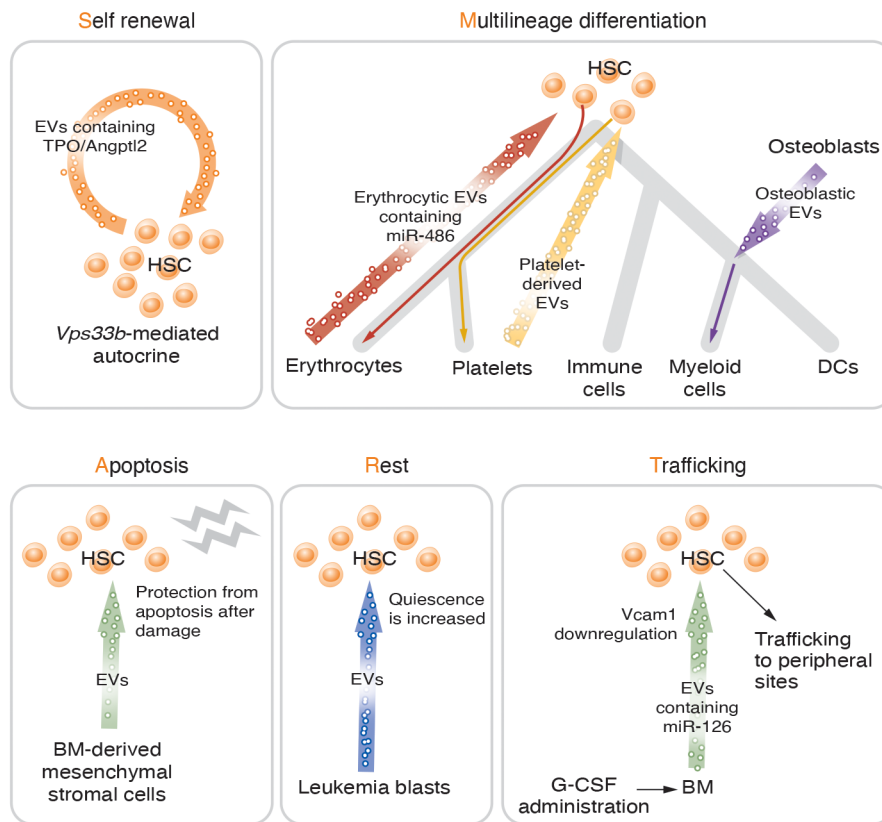 Self renewal
EVs containing
TPO/Angptl2
HSC
Vps33b-mediated
autocrine
Multilineage differentiation
HSC
Erythrocytic EVs
containing
miR-486
Platelet-
derived
EVs
Osteoblasts
Osteoblastic
EVs
Erythrocytes
Platelets
Immune
cells
Myeloid
cells
DCs
Apoptosis
HSC
Protection from
apoptosis after
damage
EVs
BM-derived
mesenchymal
stromal cells
Rest
HSC
Quiescence
is increased
EVs
Leukemia blasts
Trafficking
HSC
Vcam1
downregulation
Trafficking
to peripheral
sites
EVs
containing
miR-126
G-CSF
administration
BM